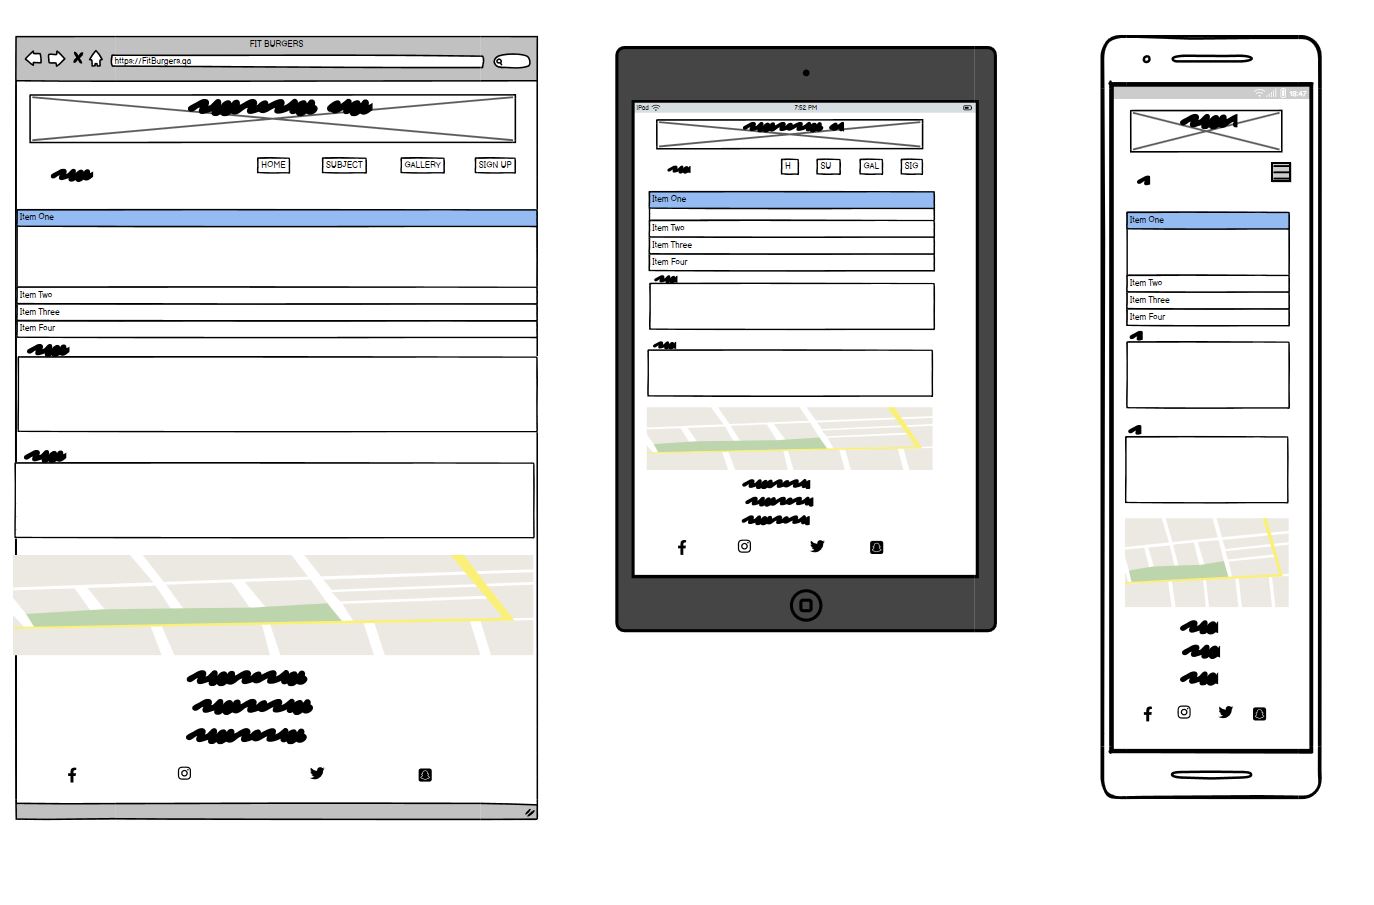 FIT BURGERS
https://FitBurgers.ga
HOME SUBJECT GALLERY SIGN UP
Item One
Item Two
Item Three
Item Four
iPad 7:52 PM
H SU GAL SIG
Item One
Item Two
Item Three
Item Four
18:47
Item One
Item Two
Item Three
Item Four